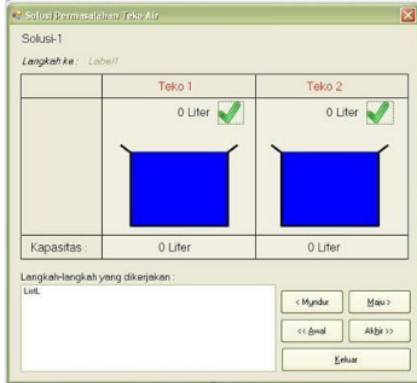 Solusi Permasalahan Teko Air
Solusi-1
Langkah ke : Label7
Teko 1 Teko 2
0 Liter 0 Liter
Kapasitas : 0 Liter 0 Liter
Langkah-langkah yang dikerjakan :
ListL
< Mundur Maju >
<< Awal Akhir >>
Keluar